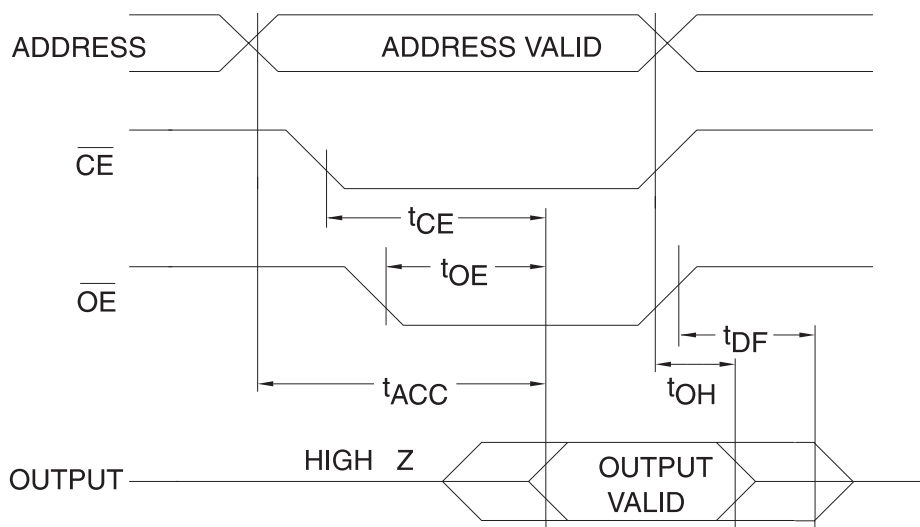 ADDRESS
ADDRESS VALID
CE
tCE
OE
tOE
tDF
tACC
tOH
OUTPUT
HIGH Z
OUTPUT
VALID